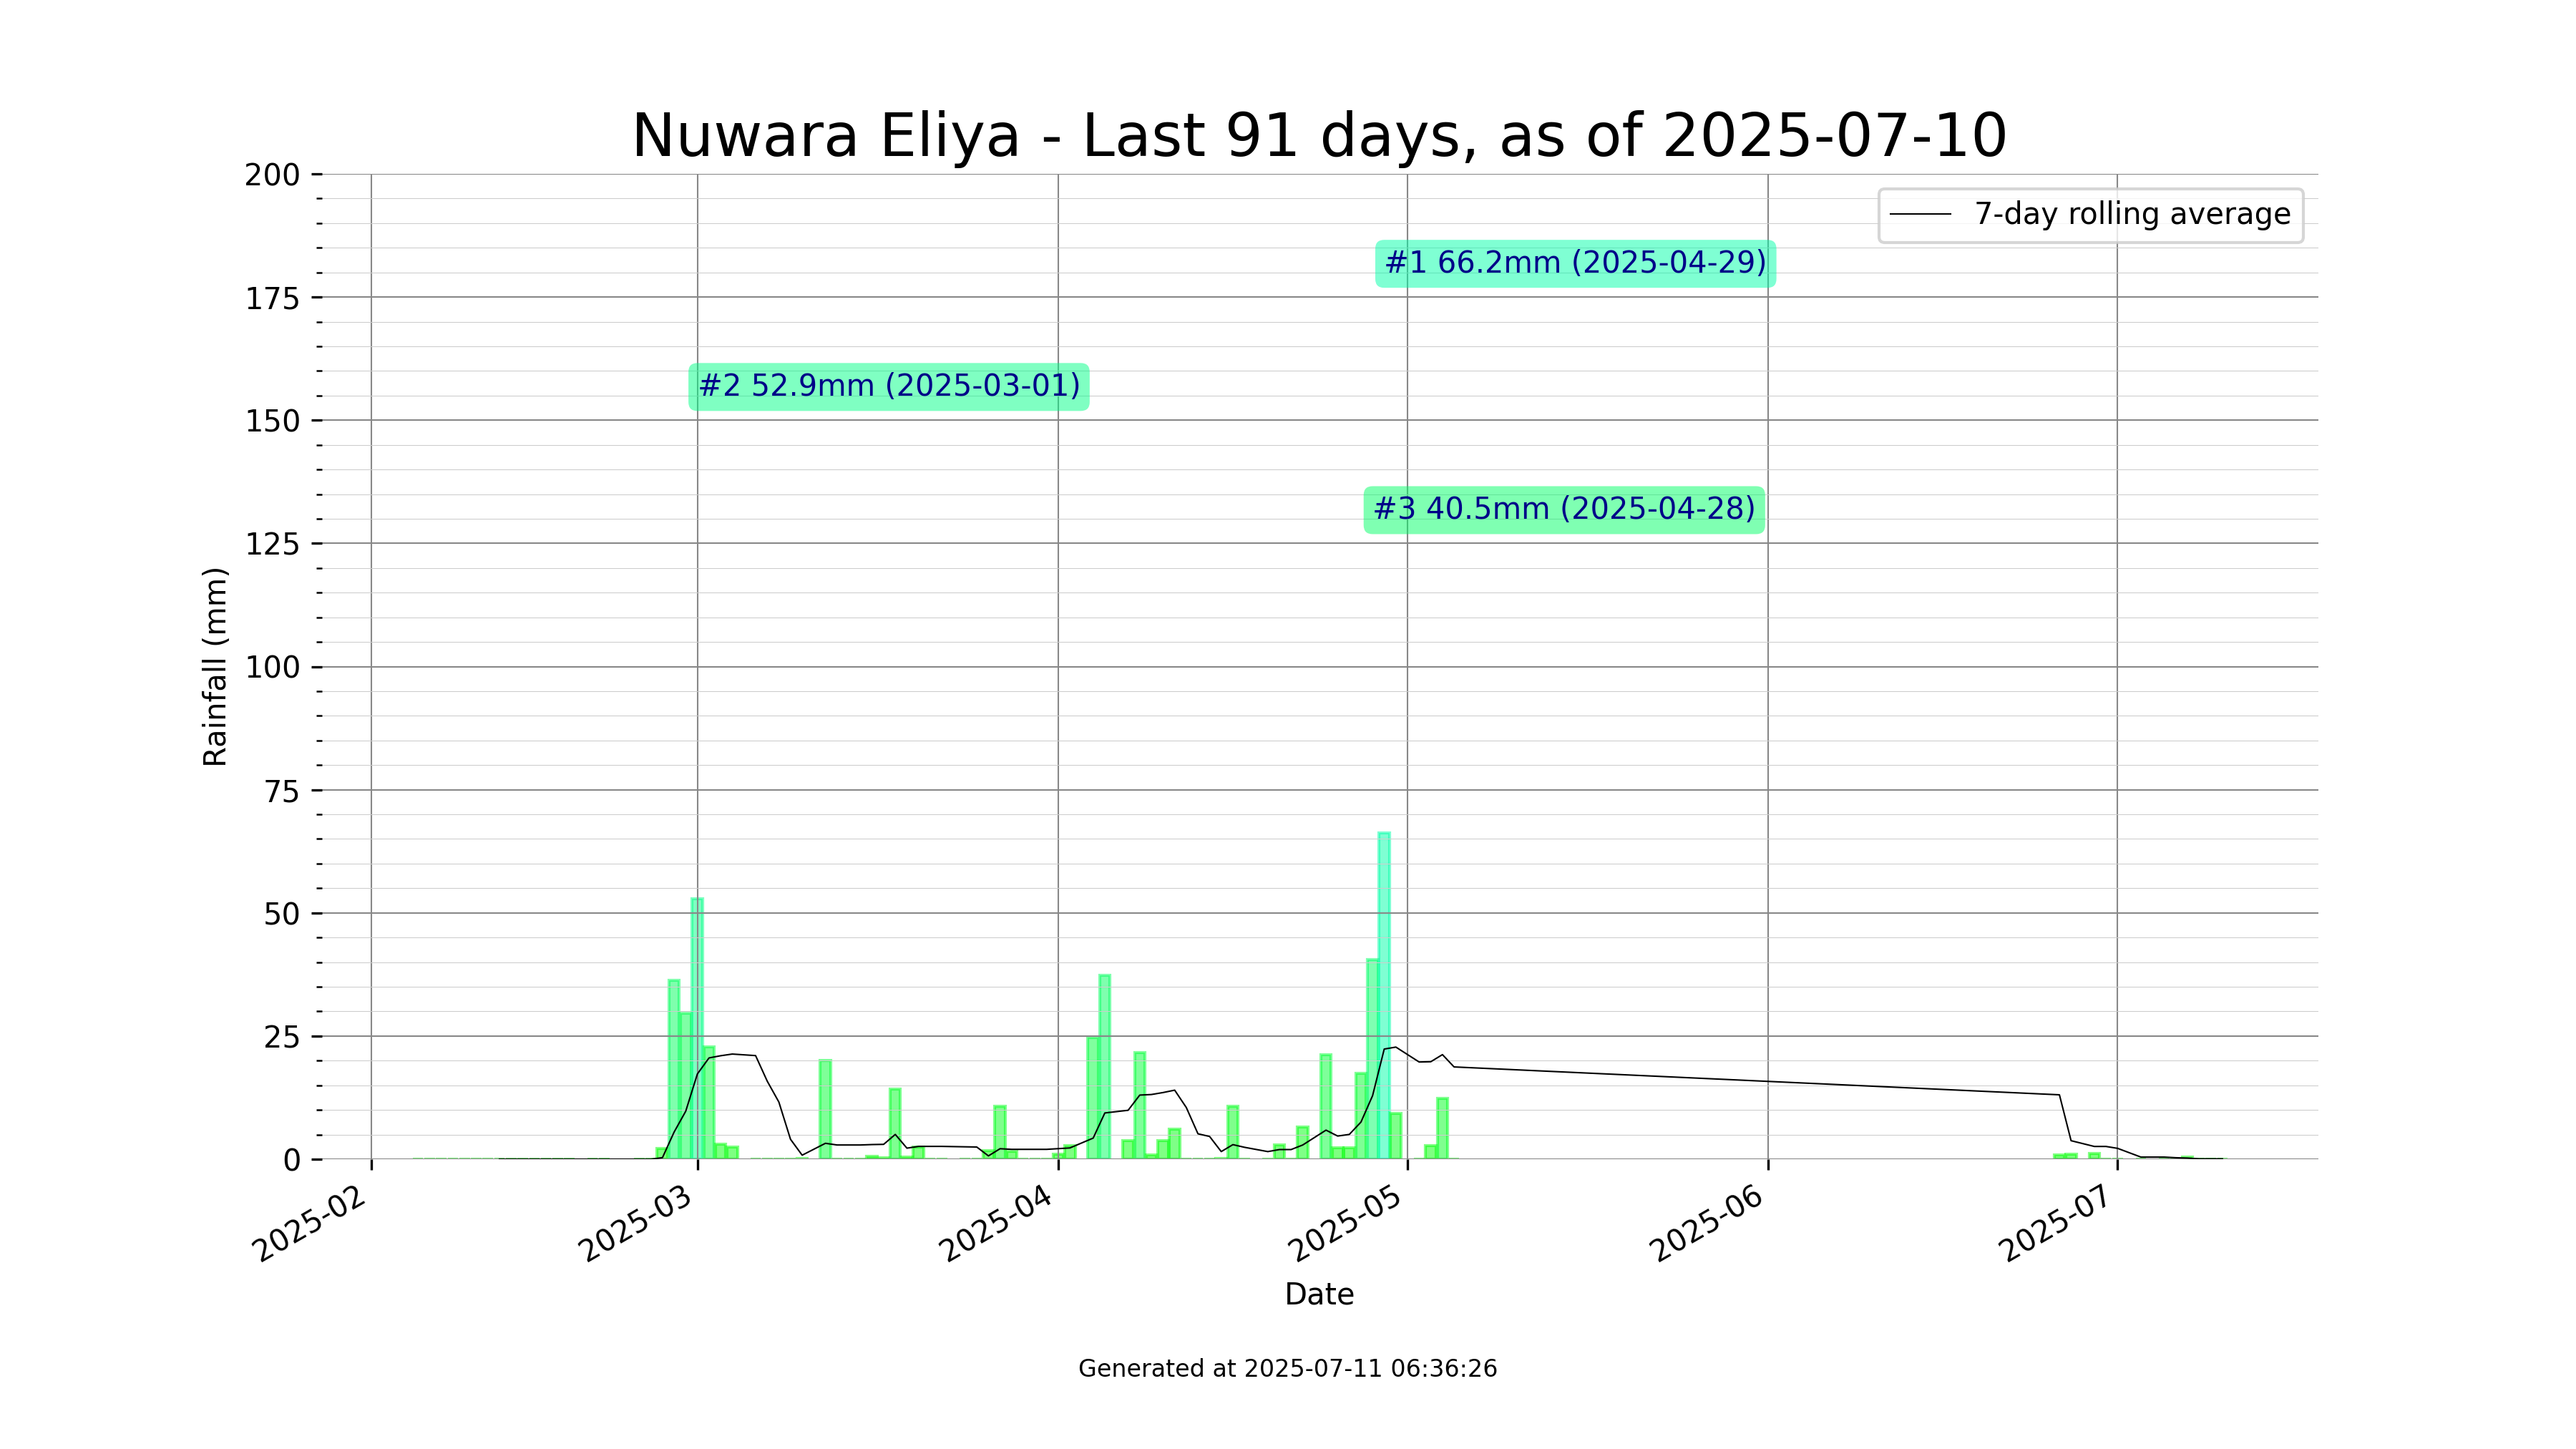 Nuwara Eliya - Last 91 days, as of 2025-07-10
7-day rolling average
#1 66.2mm (2025-04-29)
#2 52.9mm (2025-03-01)
#3 40.5mm (2025-04-28)
Rainfall (mm)
200
175
150
125
100
75
50
25
0
2025-02
2025-03
2025-04
2025-05
2025-06
2025-07
Date
Generated at 2025-07-11 06:36:26